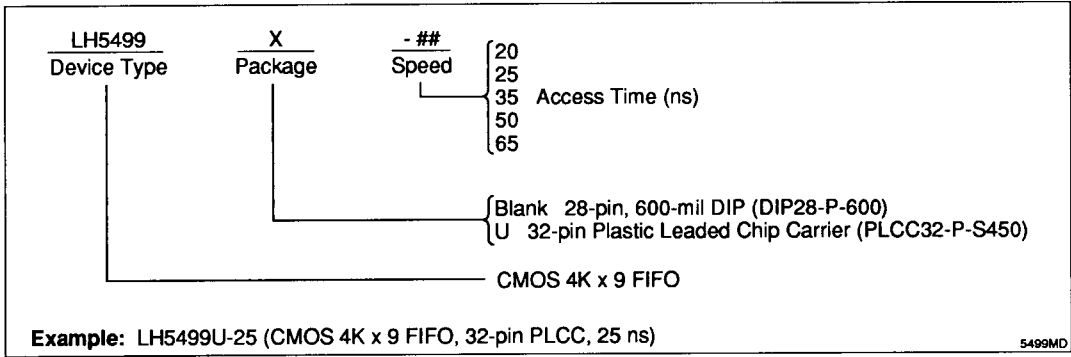 LH5499 X - ##
Device Type Package Speed
20
25
35 Access Time (ns)
50
65
Blank 28-pin, 600-mil DIP (DIP28-P-600)
U 32-pin Plastic Leaded Chip Carrier (PLCC32-P-S450)
CMOS 4K x 9 FIFO
Example: LH5499U-25 (CMOS 4K x 9 FIFO, 32-pin PLCC, 25 ns)
5499MD